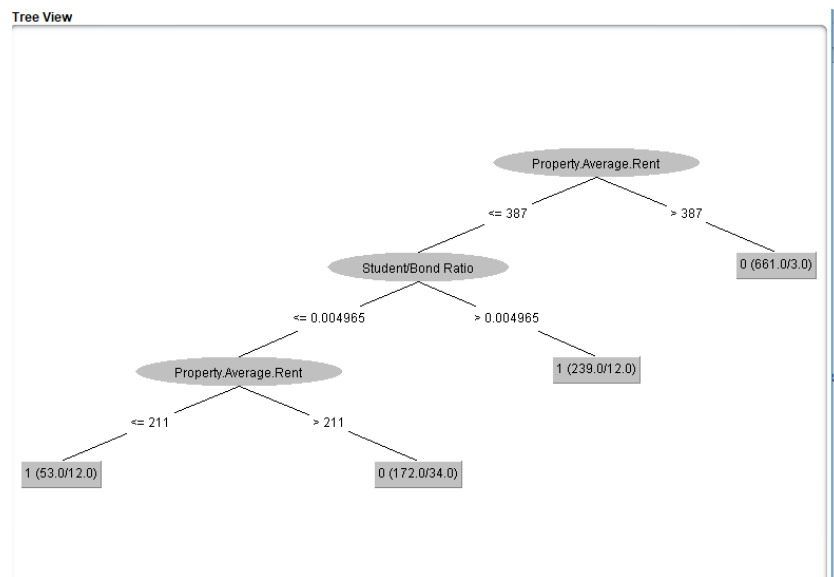 Tree View
Property.Average.Rent
<= 387
> 387
Student/Bond Ratio
0 (661.0/3.0)
<= 0.004965
> 0.004965
Property.Average.Rent
1 (239.0/12.0)
<= 211
> 211
1 (53.0/12.0)
0 (172.0/34.0)